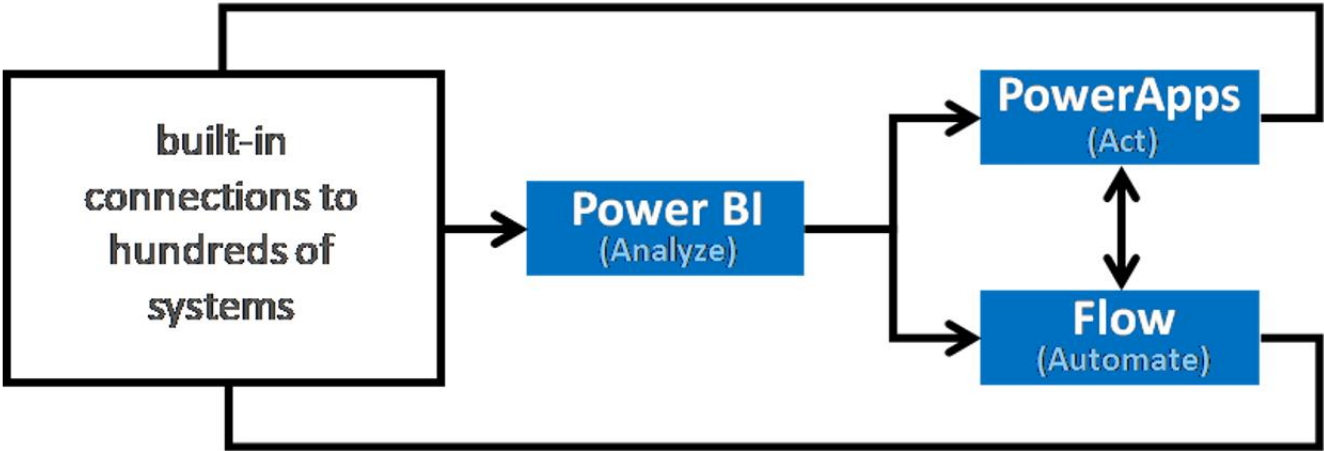 built-in
connections to
hundreds of
systems
Power BI
(Analyze)
PowerApps
(Act)
Flow
(Automate)